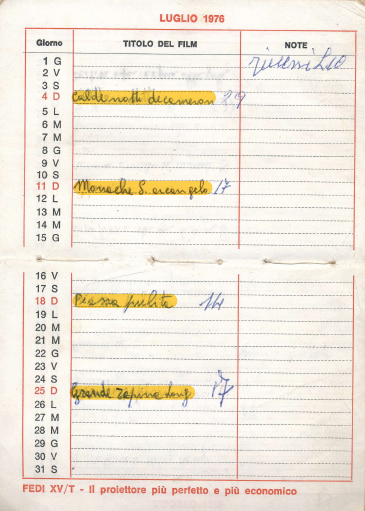 LUGLIO 1976
Giorno TITOLO DEL FILM NOTE
1 G
2 V
3 S
4 D Calde notti decameron 29
5 L
6 M
7 M
8 G
9 V
10 S
11 D Monache S. arcangelo 17
12 L
13 M
14 M
15 G
16 V
17 S
18 D Piazza pulita 14
19 L
20 M
21 M
22 G
23 V
24 S
25 D Grande rapina Long 17
26 L
27 M
28 M
29 G
30 V
31 S
FEDI XV/T - Il proiettore più perfetto e più economico